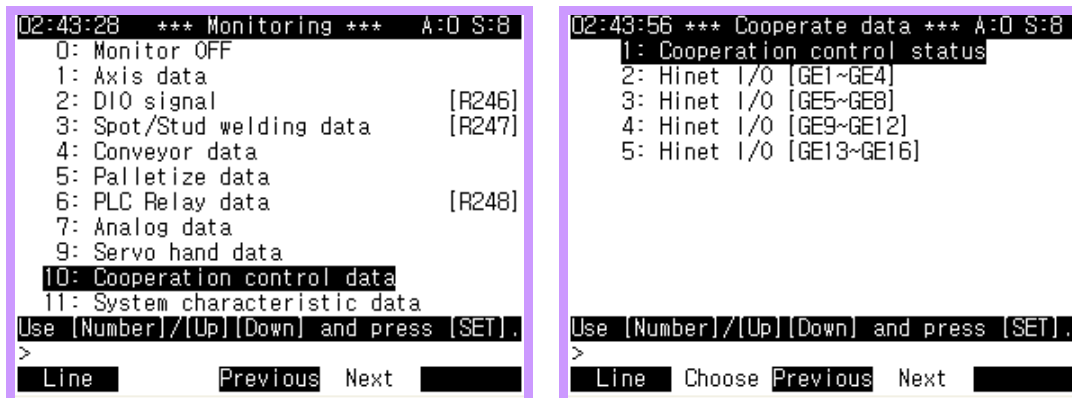 02:43:28 *** Monitoring *** A:0 S:8
0: Monitor OFF
1: Axis data
2: DIO signal [R246]
3: Spot/Stud welding data [R247]
4: Conveyor data
5: Palletize data
6: PLC Relay data [R248]
7: Analog data
9: Servo hand data
10: Cooperation control data
11: System characteristic data
Use [Number]/[Up][Down] and press [SET].
>
Line Previous Next
02:43:56 *** Cooperate data *** A:0 S:8
1: Cooperation control status
2: Hinet I/O [GE1~GE4]
3: Hinet I/O [GE5~GE8]
4: Hinet I/O [GE9~GE12]
5: Hinet I/O [GE13~GE16]
Use [Number]/[Up][Down] and press [SET].
>
Line Choose Previous Next